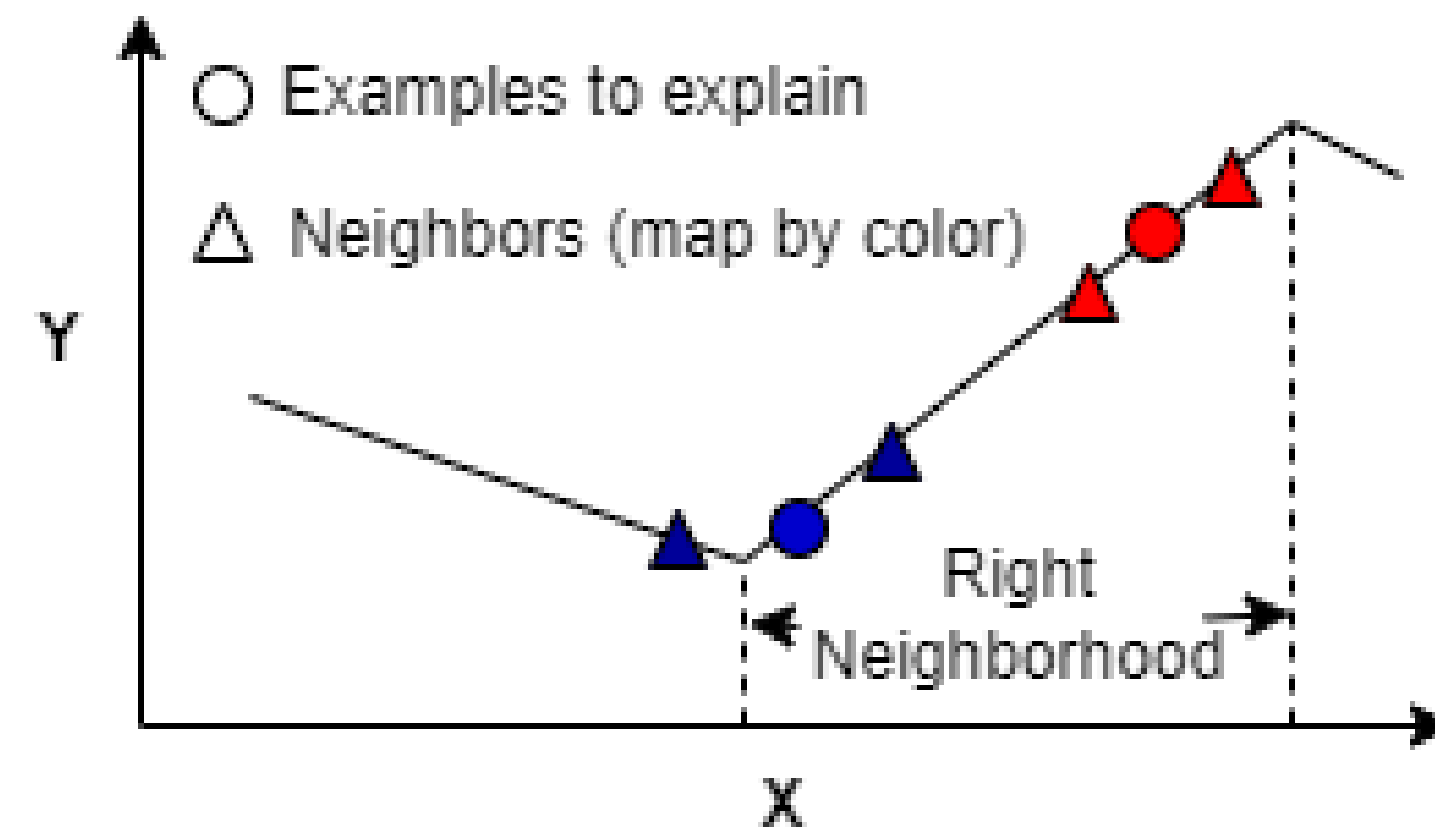 Examples to explain
Neighbors (map by color)
Y
Right
Neighborhood
X